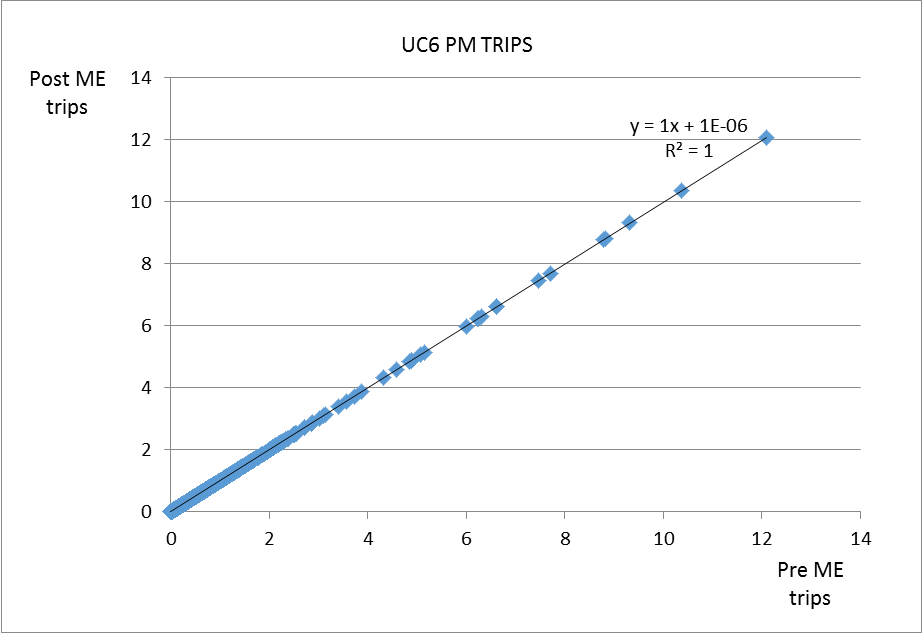 UC6 PM TRIPS
Post ME
trips
14
12
10
8
6
4
2
0
y = 1x + 1E-06
R² = 1
0 2 4 6 8 10 12 14
Pre ME
trips